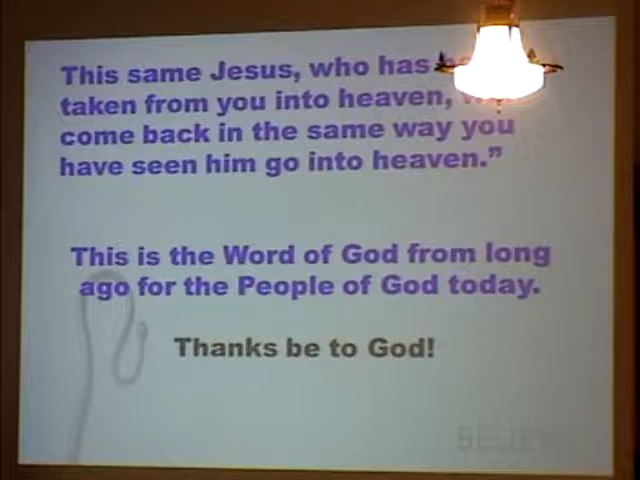 This same Jesus, who has
taken from you into heaven,
come back in the same way you
have seen him go into heaven.”
This is the Word of God from long
ago for the People of God today.
Thanks be to God!